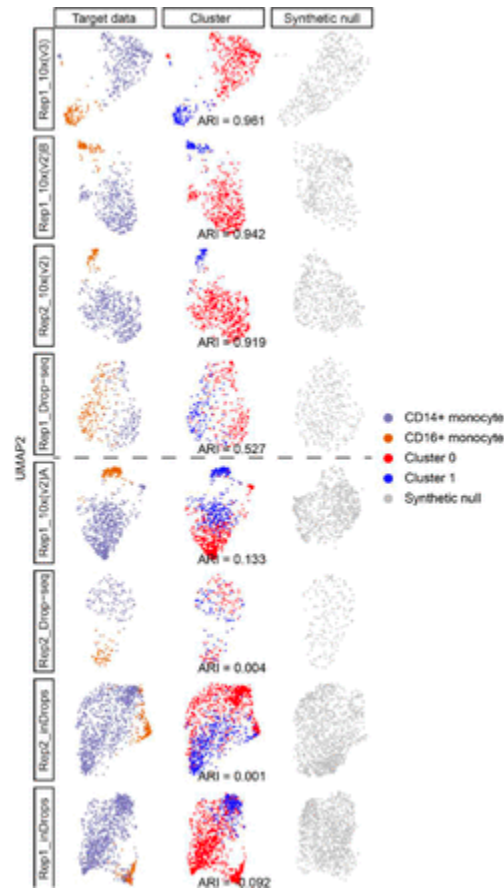 Target data Cluster Synthetic null
Rep1_10x(v3)
ARI = 0.961
Rep1_10x(v2)B
ARI = 0.942
Rep2_10x(v2)
ARI = 0.919
Rep1_Drop-seq
ARI = 0.527
UMAP2
CD14+ monocyte
CD16+ monocyte
Cluster 0
Cluster 1
Synthetic null
Rep1_10x(v2)A
ARI = 0.133
Rep2_Drop-seq
ARI = 0.004
Rep2_inDrops
ARI = 0.001
Rep1_inDrops
ARI = -0.092